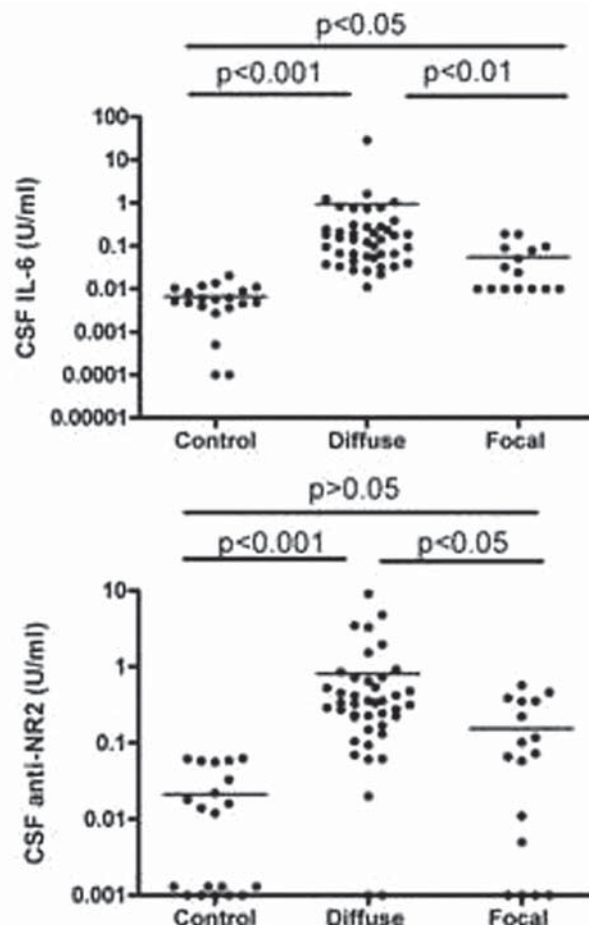 p<0.05
p<0.001
p<0.01
CSF IL-6 (U/ml)
100
10
1
0.1
0.01
0.001
0.0001
0.00001
Control Diffuse Focal
p>0.05
p<0.001
p<0.05
CSF anti-NR2 (U/ml)
10
1
0.1
0.01
0.001
Control Diffuse Focal